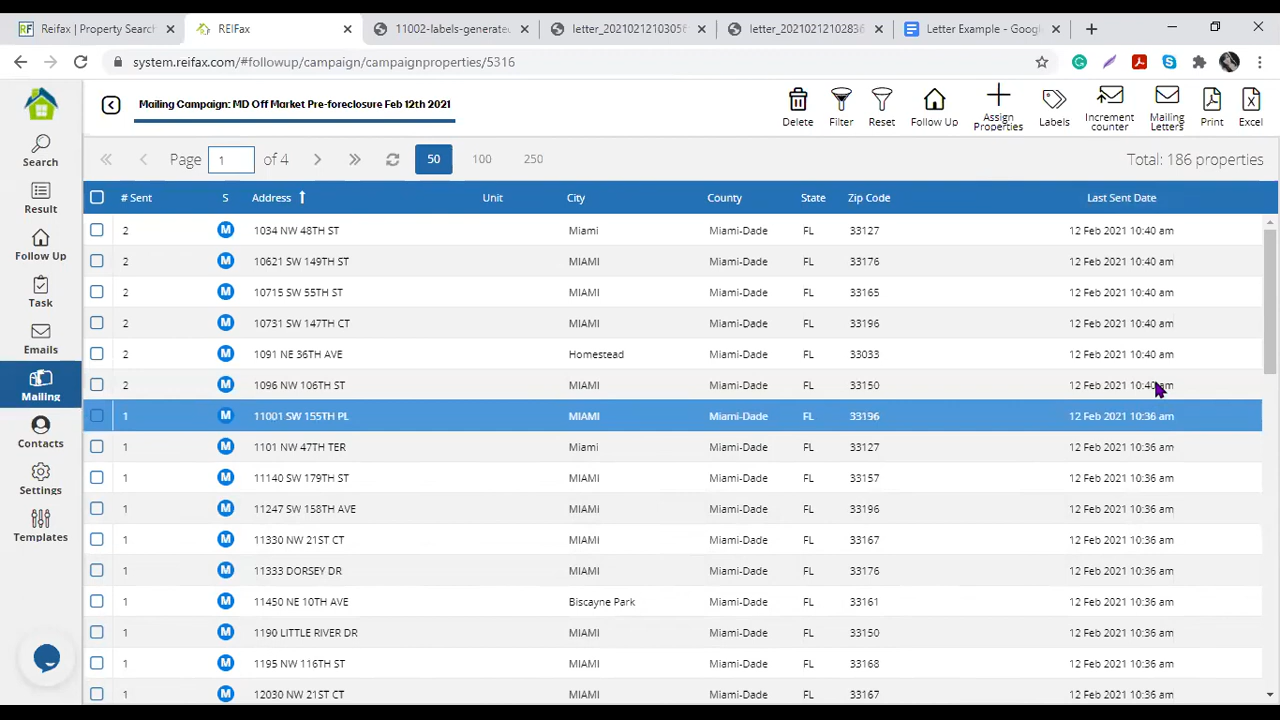 Reifax | Property Search
REIFax
11002-labels-generate
letter_20210212103056
letter_20210212102836
Letter Example - Goog
system.reifax.com/#followup/campaign/campaignproperties/5316
Mailing Campaign: MD Off Market Pre-foreclosure Feb 12th 2021
Delete
Filter
Reset
Follow Up
Assign Properties
Labels
Increment counter
Mailing Letters
Print
Excel
Search
Result
Follow Up
Task
Emails
Mailing
Contacts
Settings
Templates
Page 1 of 4 50 100 250 Total: 186 properties
# Sent S Address Unit City County State Zip Code Last Sent Date
2 M 1034 NW 48TH ST Miami Miami-Dade FL 33127 12 Feb 2021 10:40 am
2 M 10621 SW 149TH ST MIAMI Miami-Dade FL 33176 12 Feb 2021 10:40 am
2 M 10715 SW 55TH ST MIAMI Miami-Dade FL 33165 12 Feb 2021 10:40 am
2 M 10731 SW 147TH CT MIAMI Miami-Dade FL 33196 12 Feb 2021 10:40 am
2 M 1091 NE 36TH AVE Homestead Miami-Dade FL 33033 12 Feb 2021 10:40 am
2 M 1096 NW 106TH ST MIAMI Miami-Dade FL 33150 12 Feb 2021 10:40 am
1 M 11001 SW 155TH PL MIAMI Miami-Dade FL 33196 12 Feb 2021 10:36 am
1 M 1101 NW 47TH TER Miami Miami-Dade FL 33127 12 Feb 2021 10:36 am
1 M 11140 SW 179TH ST MIAMI Miami-Dade FL 33157 12 Feb 2021 10:36 am
1 M 11247 SW 158TH AVE MIAMI Miami-Dade FL 33196 12 Feb 2021 10:36 am
1 M 11330 NW 21ST CT MIAMI Miami-Dade FL 33167 12 Feb 2021 10:36 am
1 M 11333 DORSEY DR MIAMI Miami-Dade FL 33176 12 Feb 2021 10:36 am
1 M 11450 NE 10TH AVE Biscayne Park Miami-Dade FL 33161 12 Feb 2021 10:36 am
1 M 1190 LITTLE RIVER DR MIAMI Miami-Dade FL 33150 12 Feb 2021 10:36 am
1 M 1195 NW 116TH ST MIAMI Miami-Dade FL 33168 12 Feb 2021 10:36 am
1 M 12030 NW 21ST CT MIAMI Miami-Dade FL 33167 12 Feb 2021 10:36 am